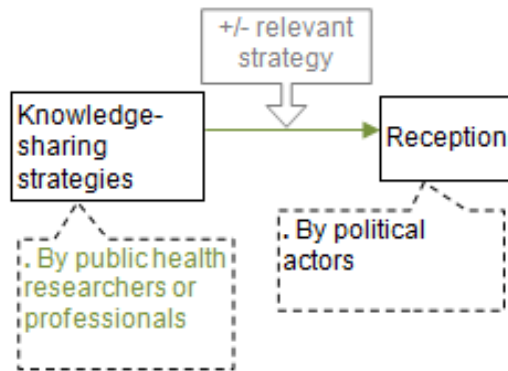 +/- relevant
strategy
Knowledge-
sharing
strategies
Reception
. By public health
researchers or
professionals
. By political
actors